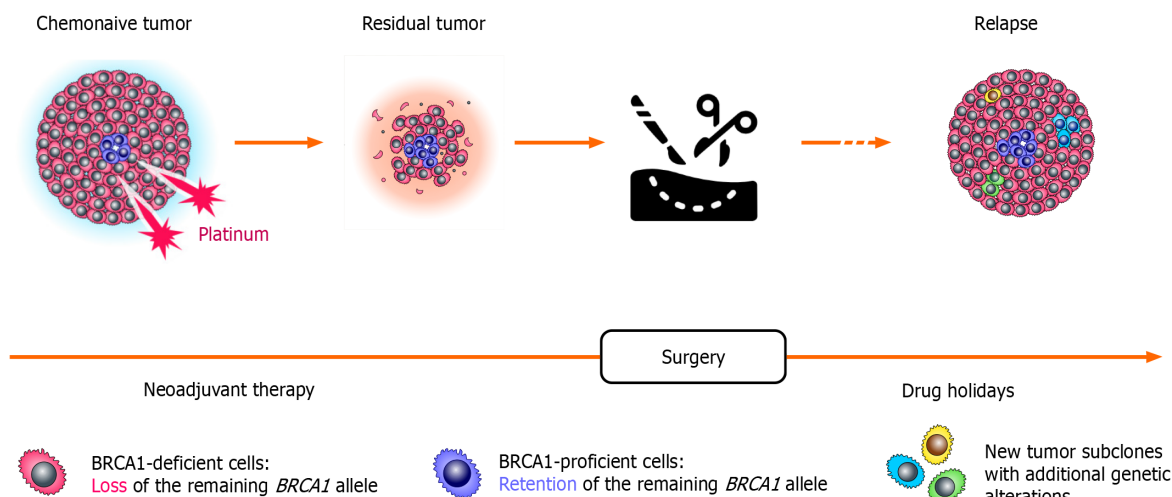 Chemonaive tumor
Residual tumor
Relapse
Platinum
Surgery
Neoadjuvant therapy
Drug holidays
BRCA1-deficient cells:
Loss of the remaining BRCA1 allele
BRCA1-proficient cells:
Retention of the remaining BRCA1 allele
New tumor subclones
with additional genetic
alterations